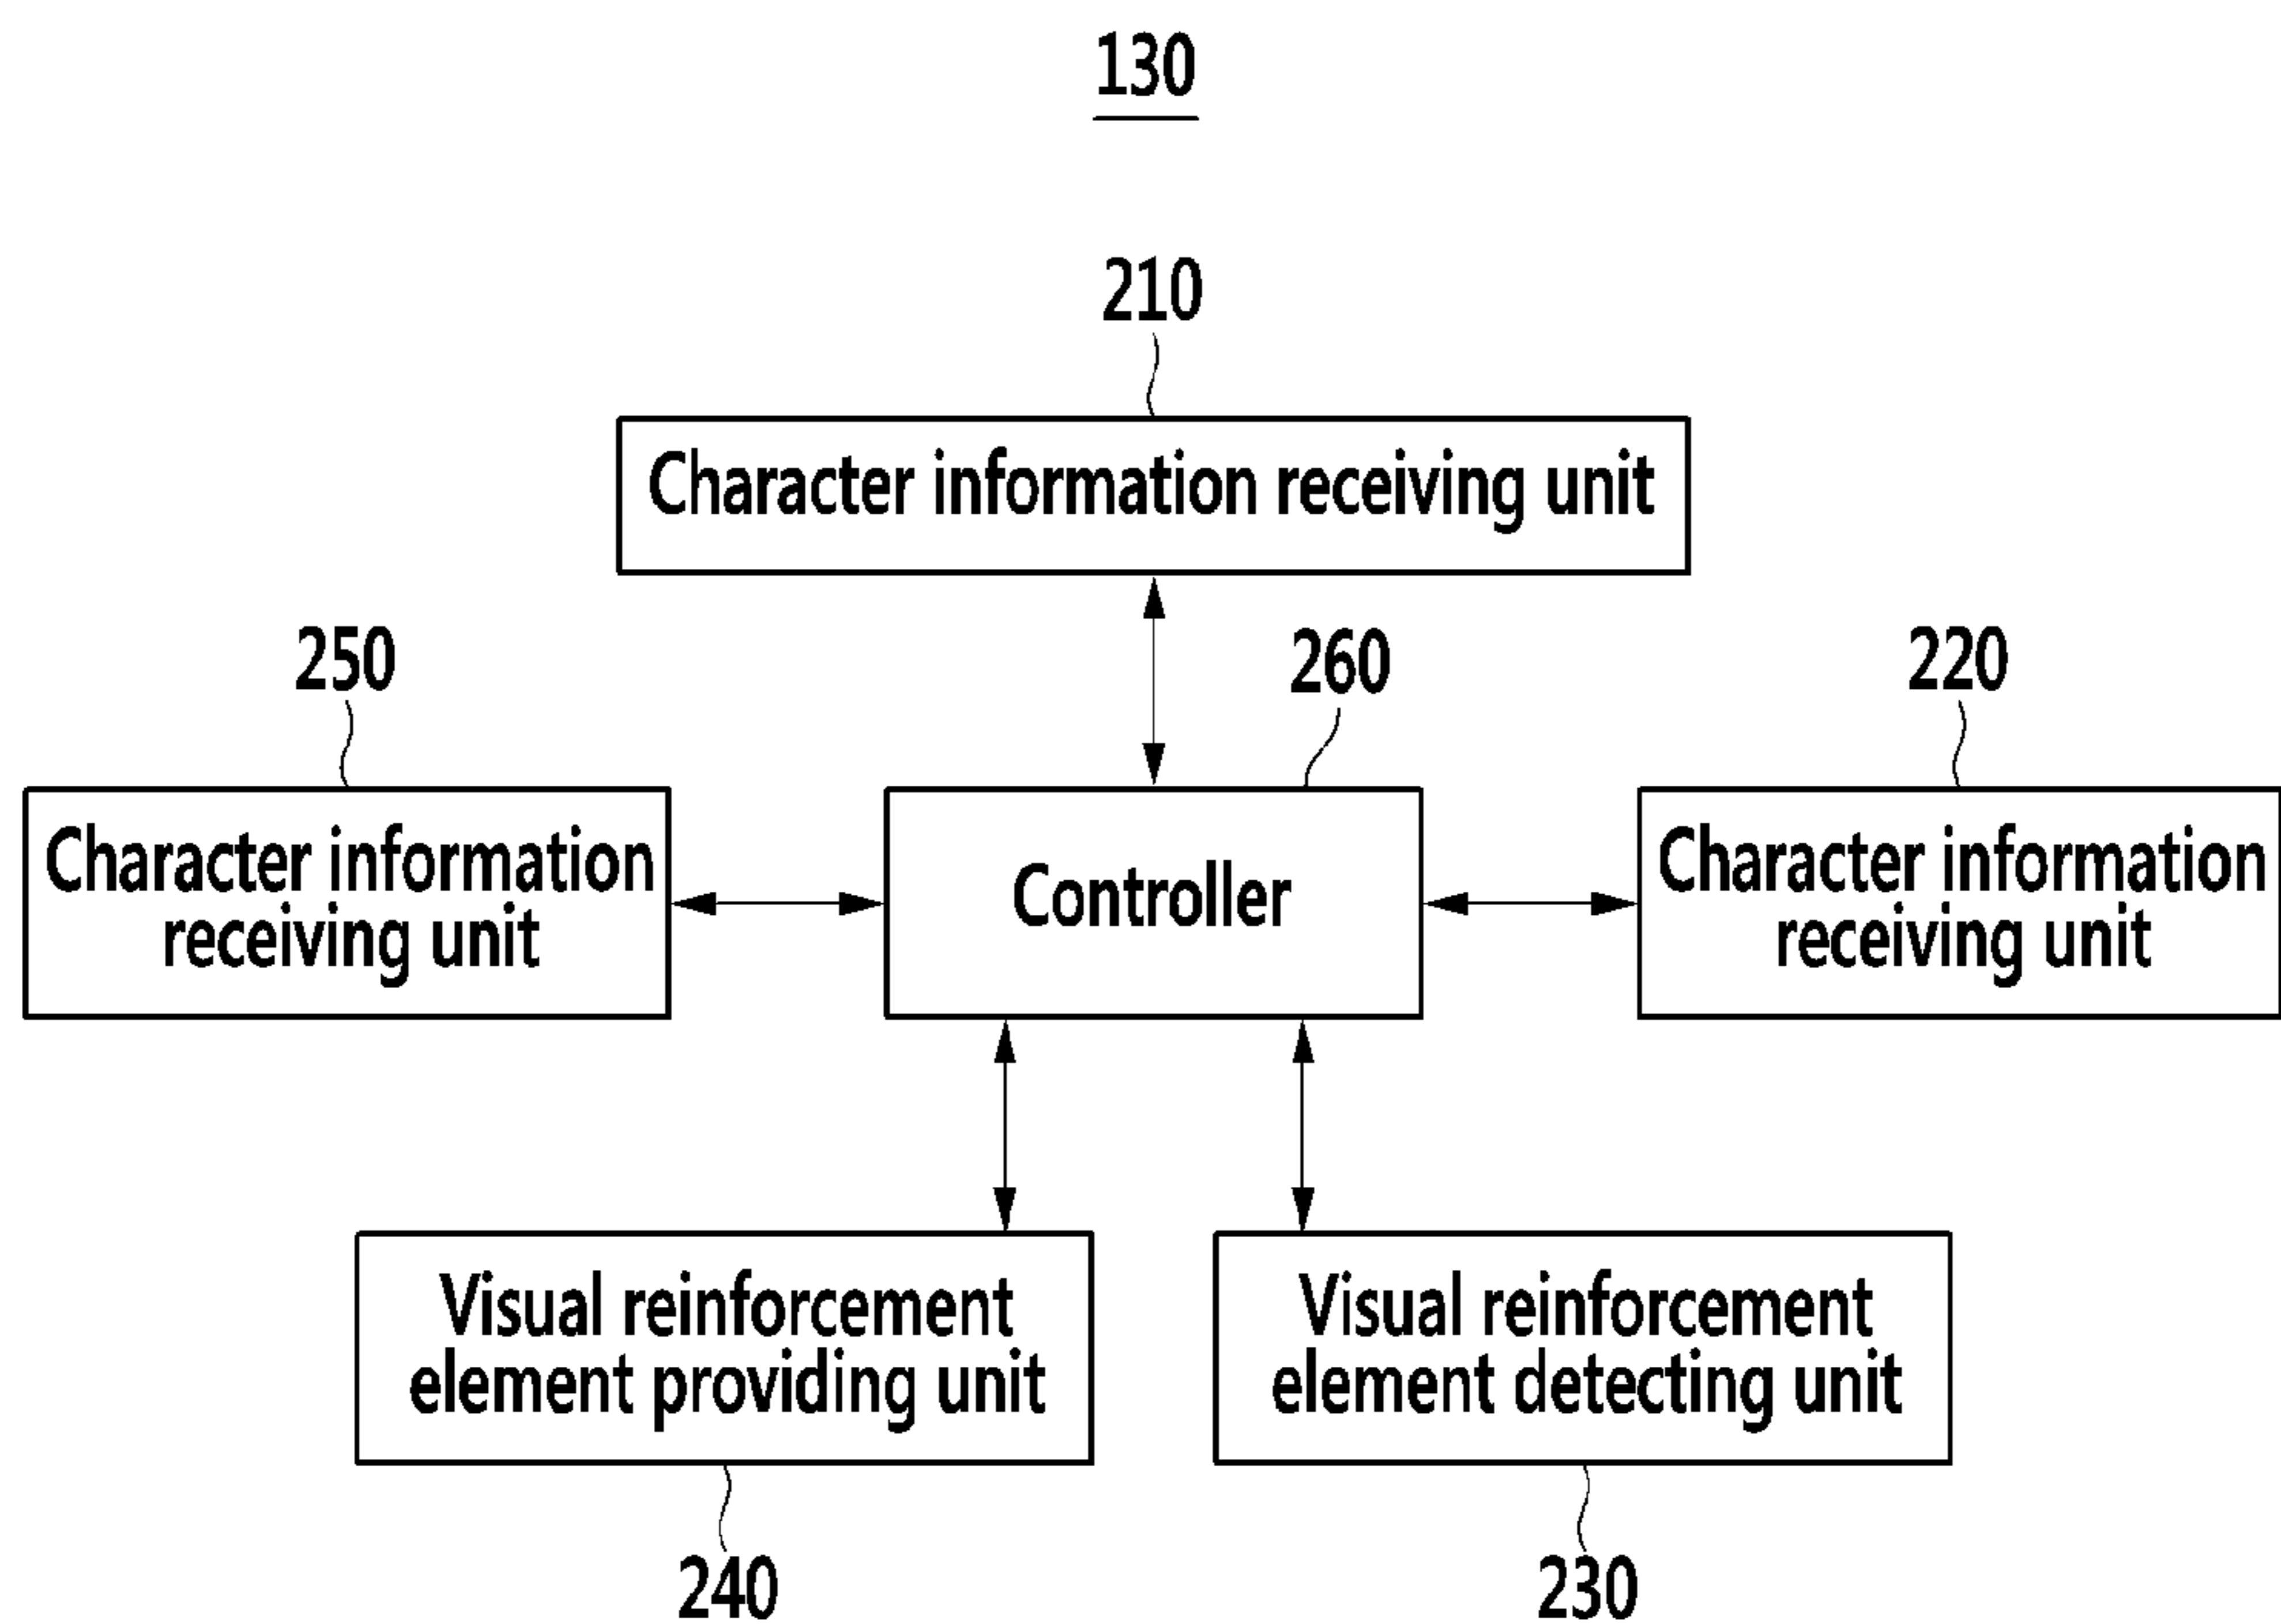 130
210
Character information receiving unit
250
260
220
Character information
receiving unit
Controller
Character information
receiving unit
Visual reinforcement
element providing unit
Visual reinforcement
element detecting unit
240
230